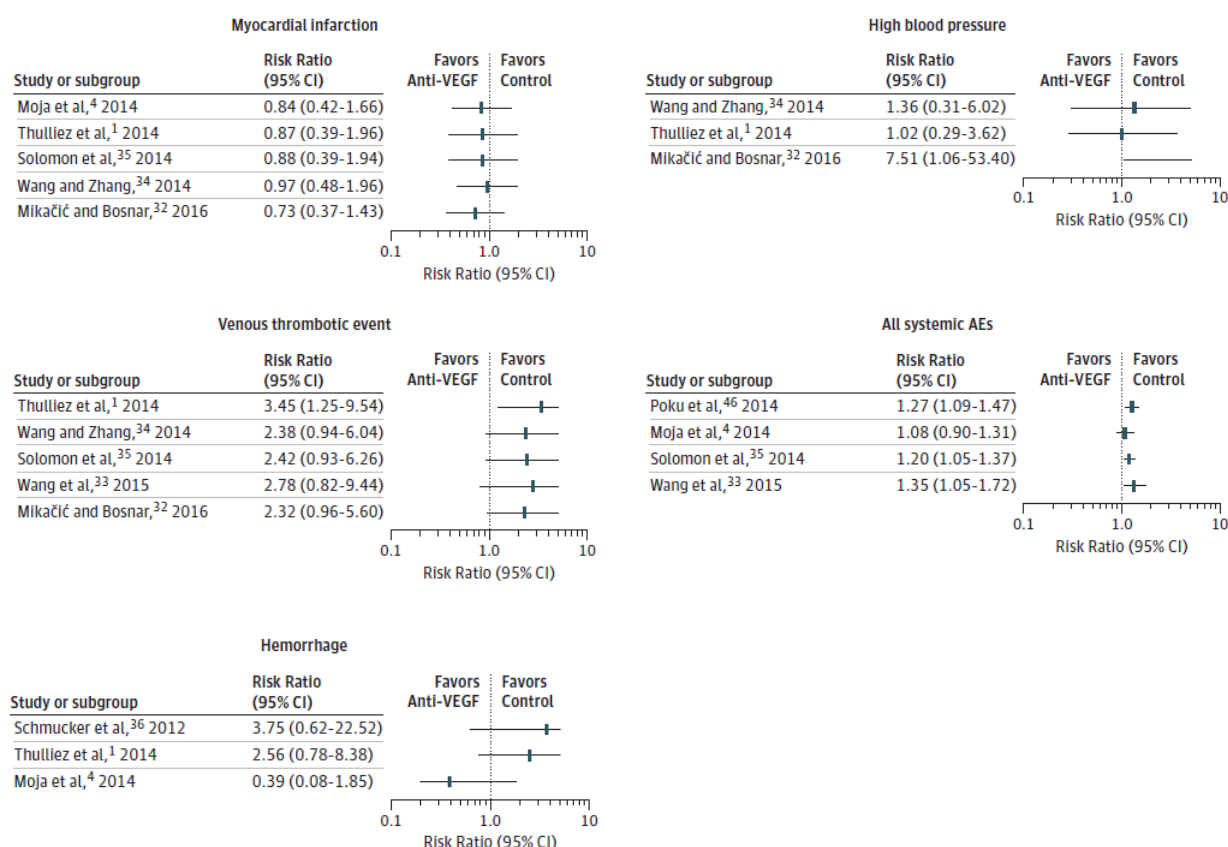 Myocardial infarction
Study or subgroup Risk Ratio (95% CI) Favors Anti-VEGF Favors Control
Moja et al,4 2014 0.84 (0.42-1.66)
Thulliez et al,1 2014 0.87 (0.39-1.96)
Solomon et al,35 2014 0.88 (0.39-1.94)
Wang and Zhang,34 2014 0.97 (0.48-1.96)
Mikačić and Bosnar,32 2016 0.73 (0.37-1.43)
0.1 1.0 10
Risk Ratio (95% CI)
High blood pressure
Study or subgroup Risk Ratio (95% CI) Favors Anti-VEGF Favors Control
Wang and Zhang,34 2014 1.36 (0.31-6.02)
Thulliez et al,1 2014 1.02 (0.29-3.62)
Mikačić and Bosnar,32 2016 7.51 (1.06-53.40)
0.1 1.0 10
Risk Ratio (95% CI)
Venous thrombotic event
Study or subgroup Risk Ratio (95% CI) Favors Anti-VEGF Favors Control
Thulliez et al,1 2014 3.45 (1.25-9.54)
Wang and Zhang,34 2014 2.38 (0.94-6.04)
Solomon et al,35 2014 2.42 (0.93-6.26)
Wang et al,33 2015 2.78 (0.82-9.44)
Mikačić and Bosnar,32 2016 2.32 (0.96-5.60)
0.1 1.0 10
Risk Ratio (95% CI)
All systemic AEs
Study or subgroup Risk Ratio (95% CI) Favors Anti-VEGF Favors Control
Poku et al,46 2014 1.27 (1.09-1.47)
Moja et al,4 2014 1.08 (0.90-1.31)
Solomon et al,35 2014 1.20 (1.05-1.37)
Wang et al,33 2015 1.35 (1.05-1.72)
0.1 1.0 10
Risk Ratio (95% CI)
Hemorrhage
Study or subgroup Risk Ratio (95% CI) Favors Anti-VEGF Favors Control
Schmucker et al,36 2012 3.75 (0.62-22.52)
Thulliez et al,1 2014 2.56 (0.78-8.38)
Moja et al,4 2014 0.39 (0.08-1.85)
0.1 1.0 10
Risk Ratio (95% CI)